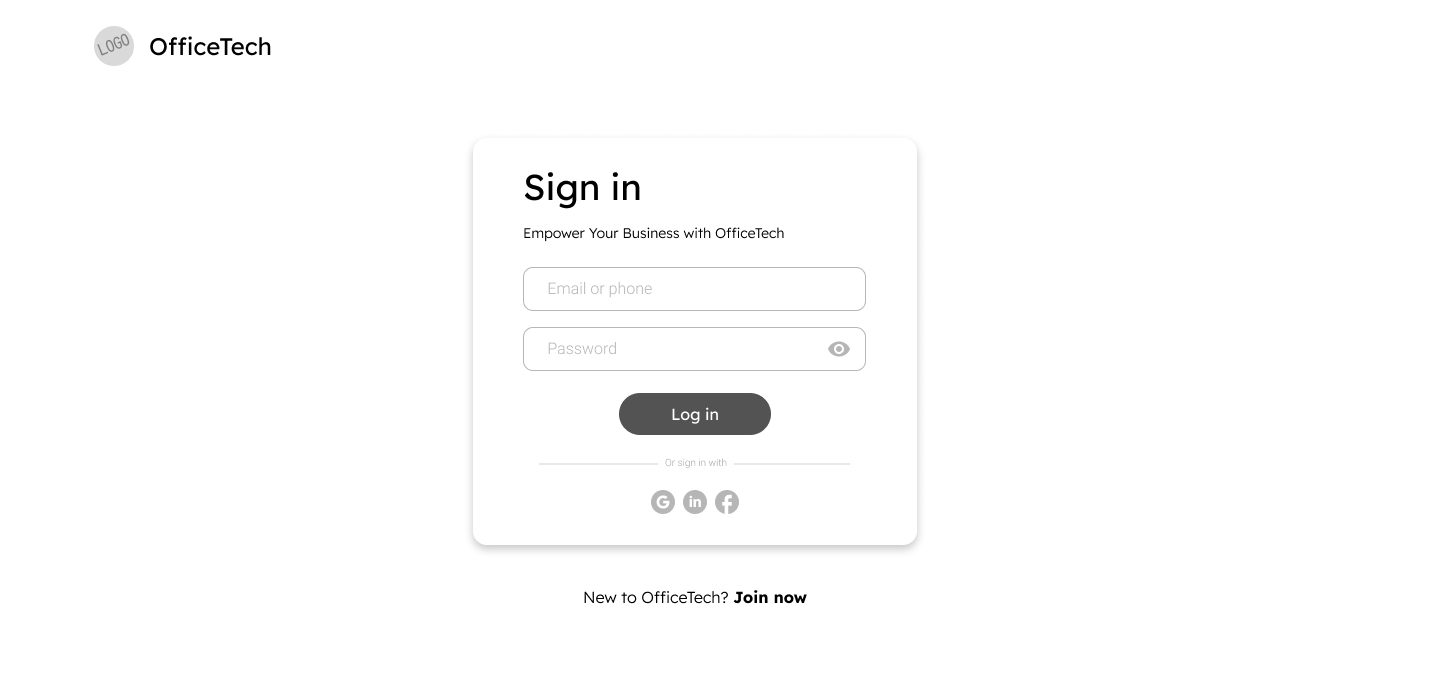 LOGO
OfficeTech
Sign in
Empower Your Business with OfficeTech
Email or phone
Password
Log in
Or sign in with
G in f
New to OfficeTech? Join now